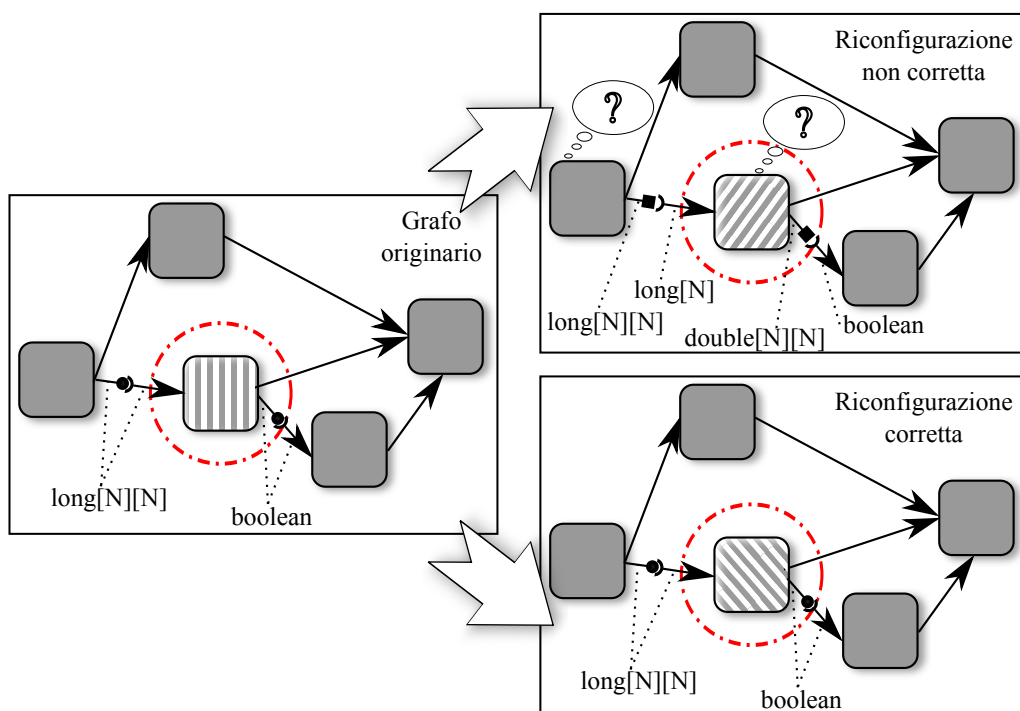 Grafo
originario
long[N][N]
boolean
Riconfigurazione
non corretta
?
?
long[N]
long[N][N]
double[N][N]
boolean
Riconfigurazione
corretta
long[N][N]
boolean